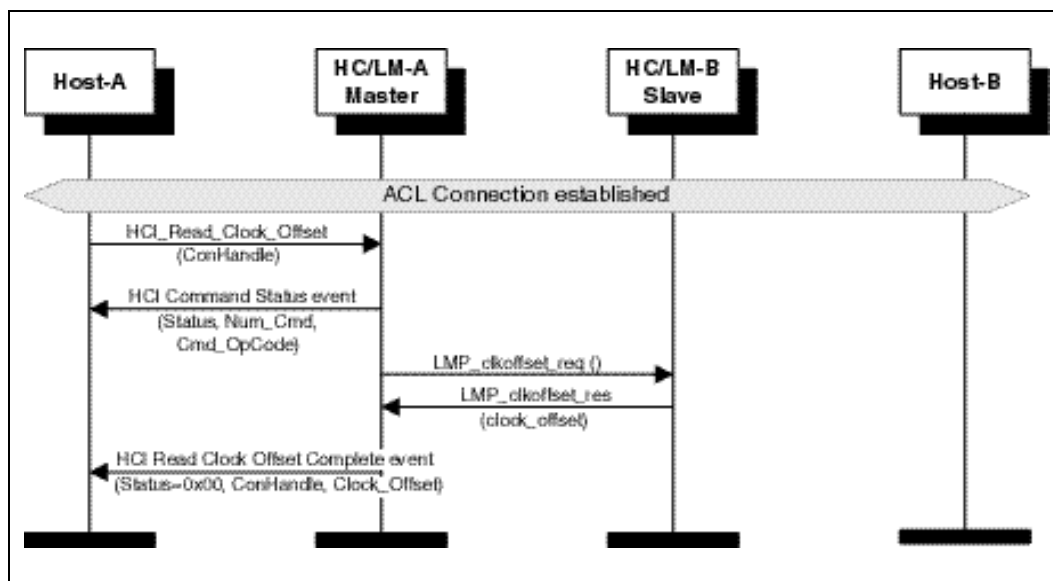 Host-A
HC/LM-A
Master
HC/LM-B
Slave
Host-B
ACL Connection established
HCI_Read_Clock_Offset
(ConHandle)
HCI Command Status event
(Status, Num_Cmd,
Cmd_OpCode)
LMP_clkoffset_req ()
LMP_clkoffset_res
(clock_offset)
HCI Read Clock Offset Complete event
(Status=0x00, ConHandle, Clock_Offset)